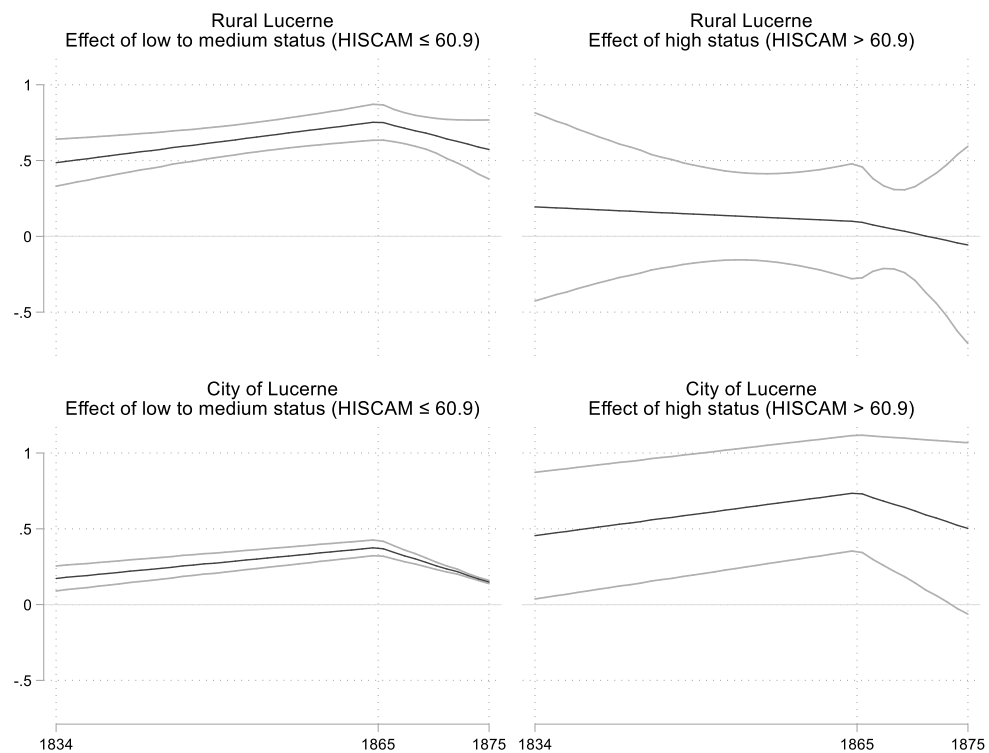 Rural Lucerne
Effect of low to medium status (HISCAM ≤ 60.9)
Rural Lucerne
Effect of high status (HISCAM > 60.9)
1
.5
0
-.5
City of Lucerne
Effect of low to medium status (HISCAM ≤ 60.9)
City of Lucerne
Effect of high status (HISCAM > 60.9)
1
.5
0
-.5
1834 1865 1875 1834 1865 1875